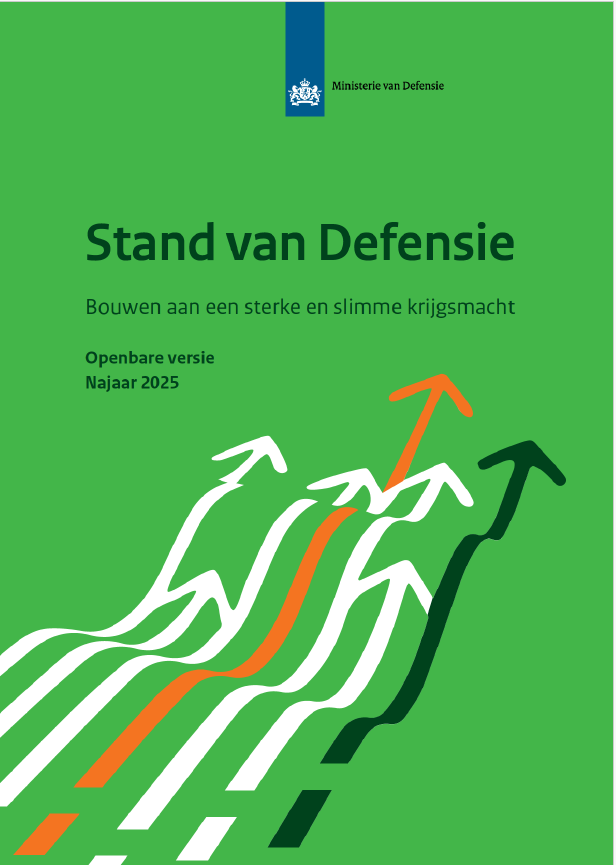 Ministerie van Defensie
Stand van Defensie
Bouwen aan een sterke en slimme krijgsmacht
Openbare versie
Najaar 2025